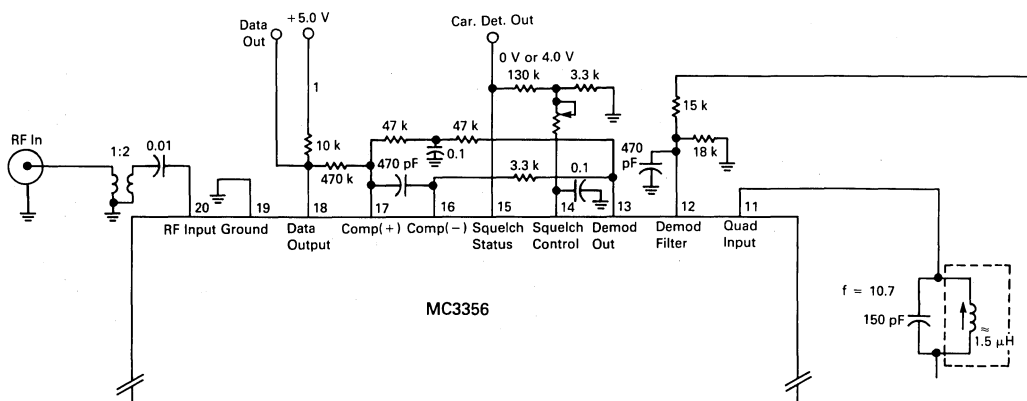 Data
Out
+5.0 V
Car. Det. Out
0 V or 4.0 V
130 k
3.3 k
1
15 k
RF In
1:2
0.01
10 k
470 k
47 k
47 k
0.1
470 pF
3.3 k
0.1
470
pF
18 k
20
19
18
17
16
15
14
13
12
11
RF Input
Ground
Data
Output
Comp(+)
Comp(−)
Squelch
Status
Squelch
Control
Demod
Out
Demod
Filter
Quad
Input
MC3356
f = 10.7
150 pF
≈
1.5 μH